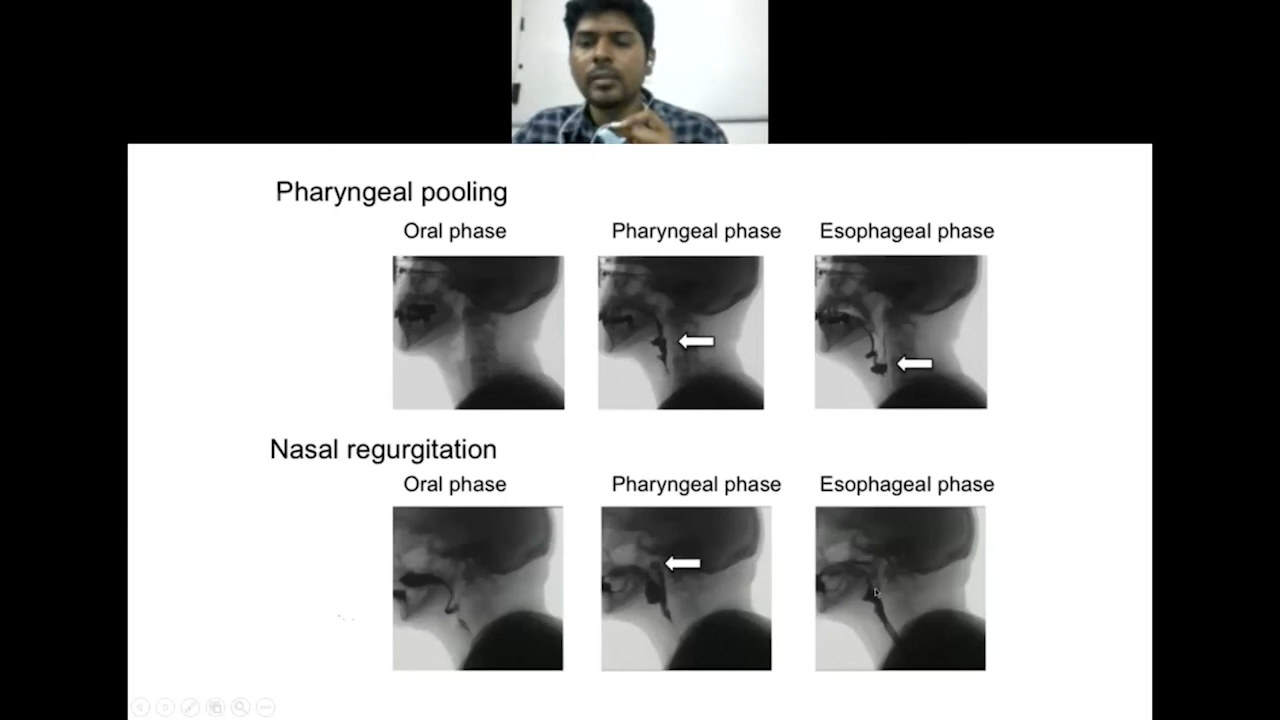 Pharyngeal pooling
Oral phase
Pharyngeal phase
Esophageal phase
Nasal regurgitation
Oral phase
Pharyngeal phase
Esophageal phase